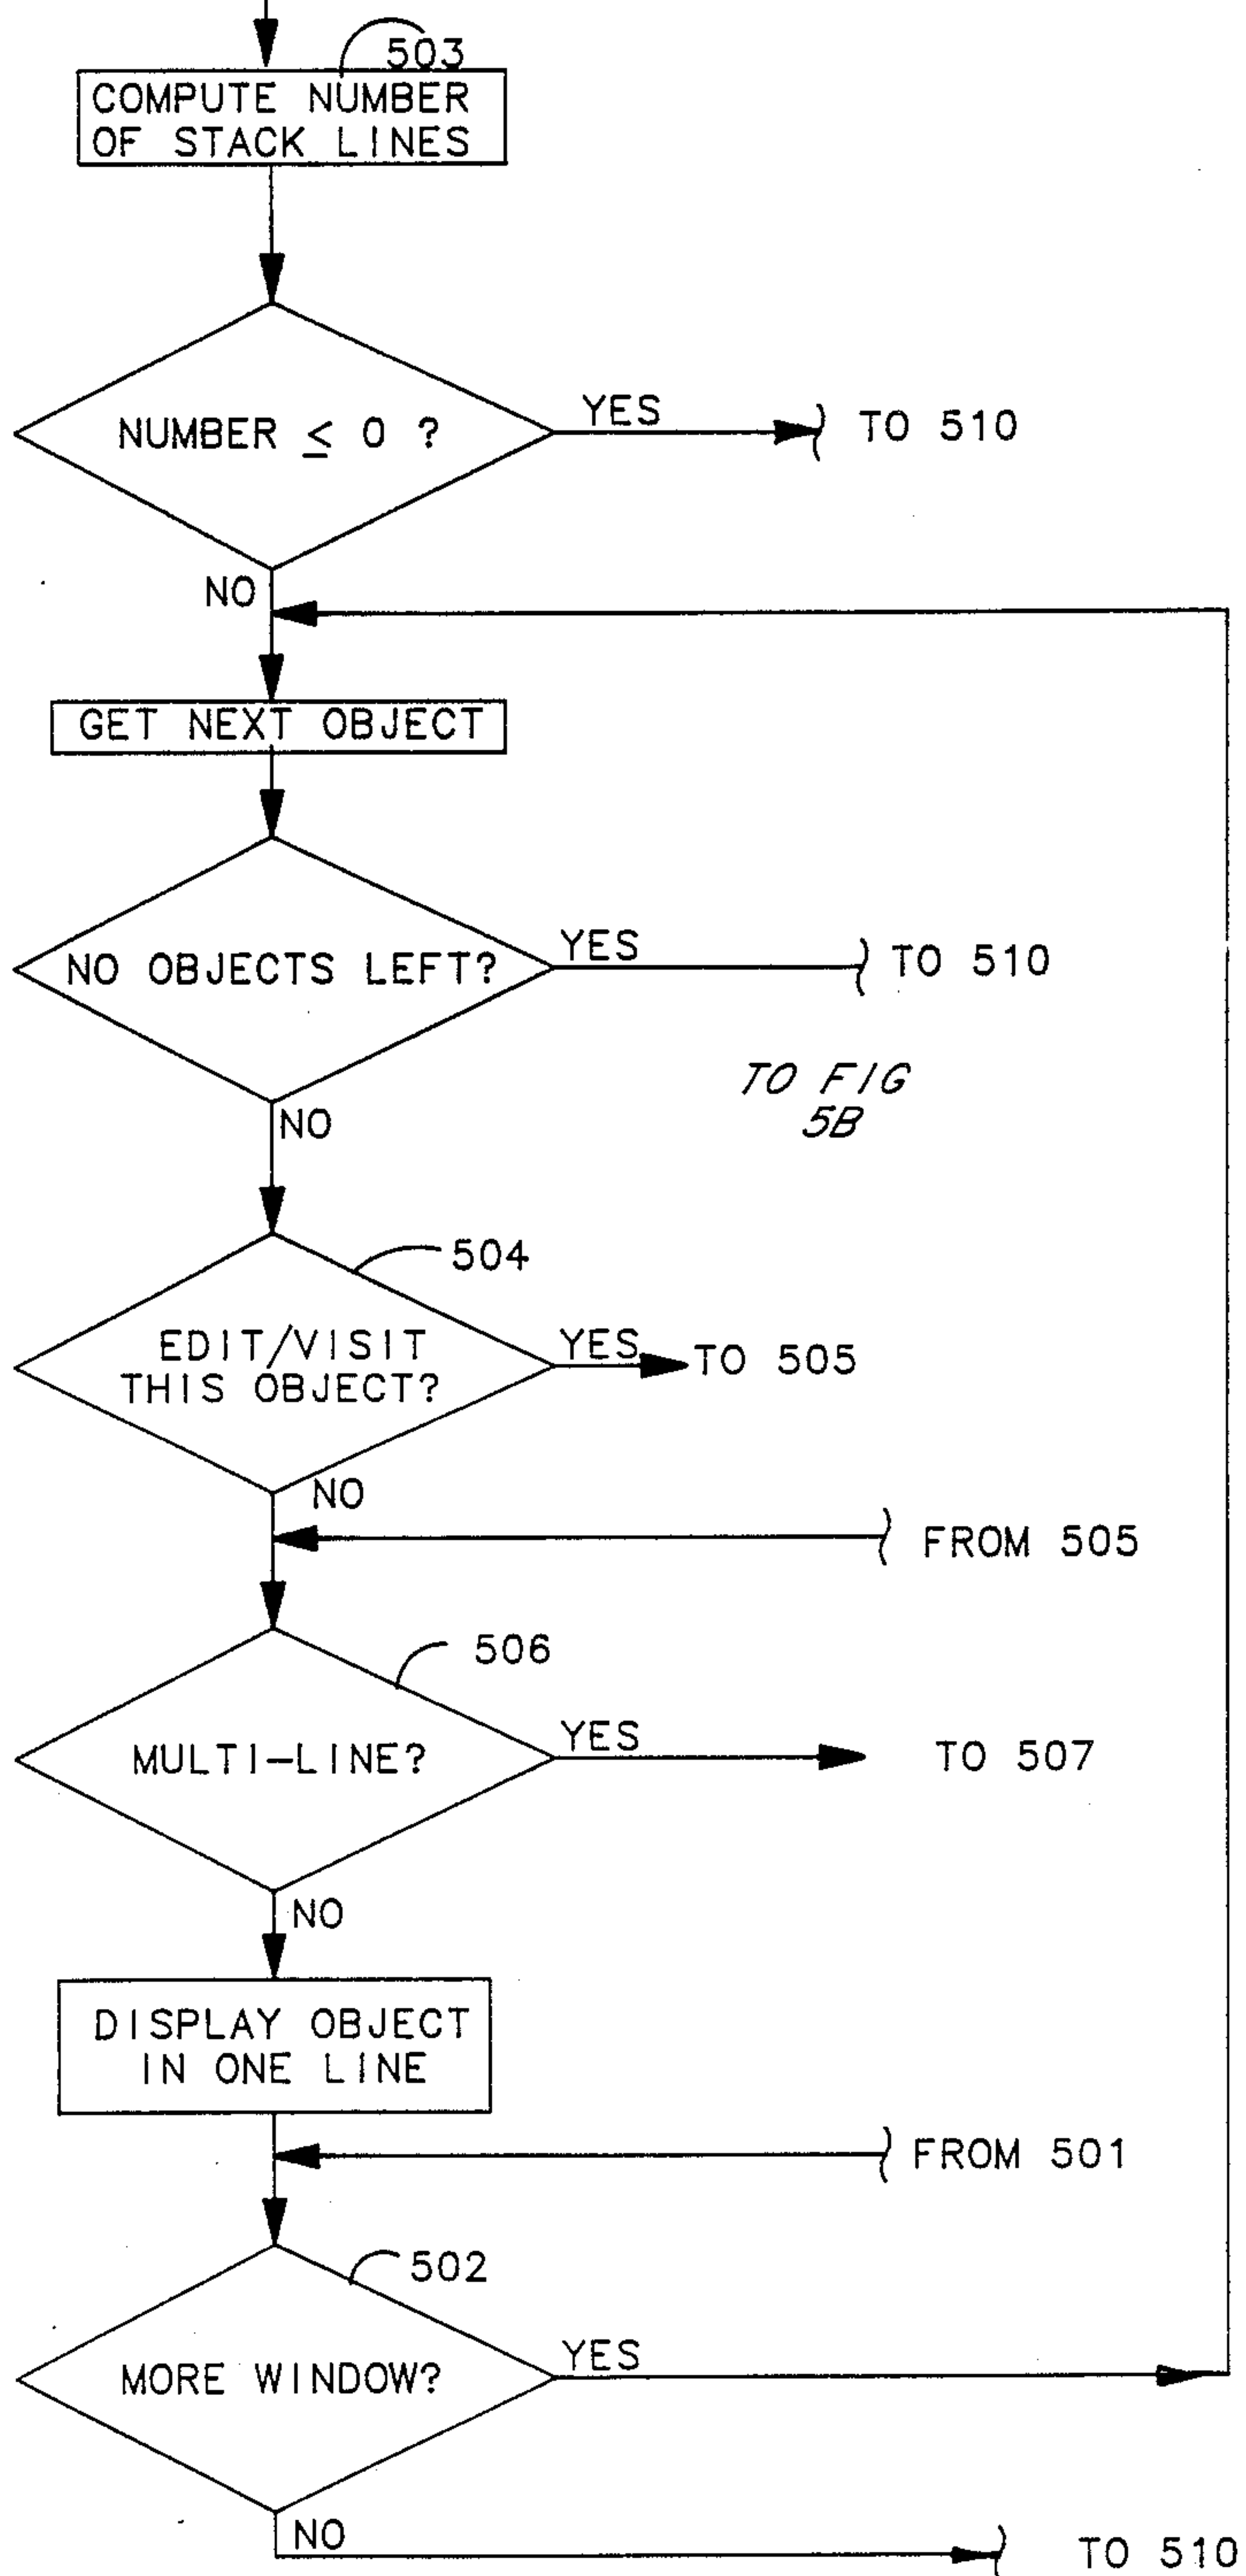 503
COMPUTE NUMBER
OF STACK LINES
NUMBER ≤ 0 ?
YES
TO 510
NO
GET NEXT OBJECT
NO OBJECTS LEFT?
YES
TO 510
TO FIG
5B
NO
504
EDIT/VISIT
THIS OBJECT?
YES
TO 505
NO
FROM 505
506
MULTI-LINE?
YES
TO 507
NO
DISPLAY OBJECT
IN ONE LINE
FROM 501
502
MORE WINDOW?
YES
NO
TO 510